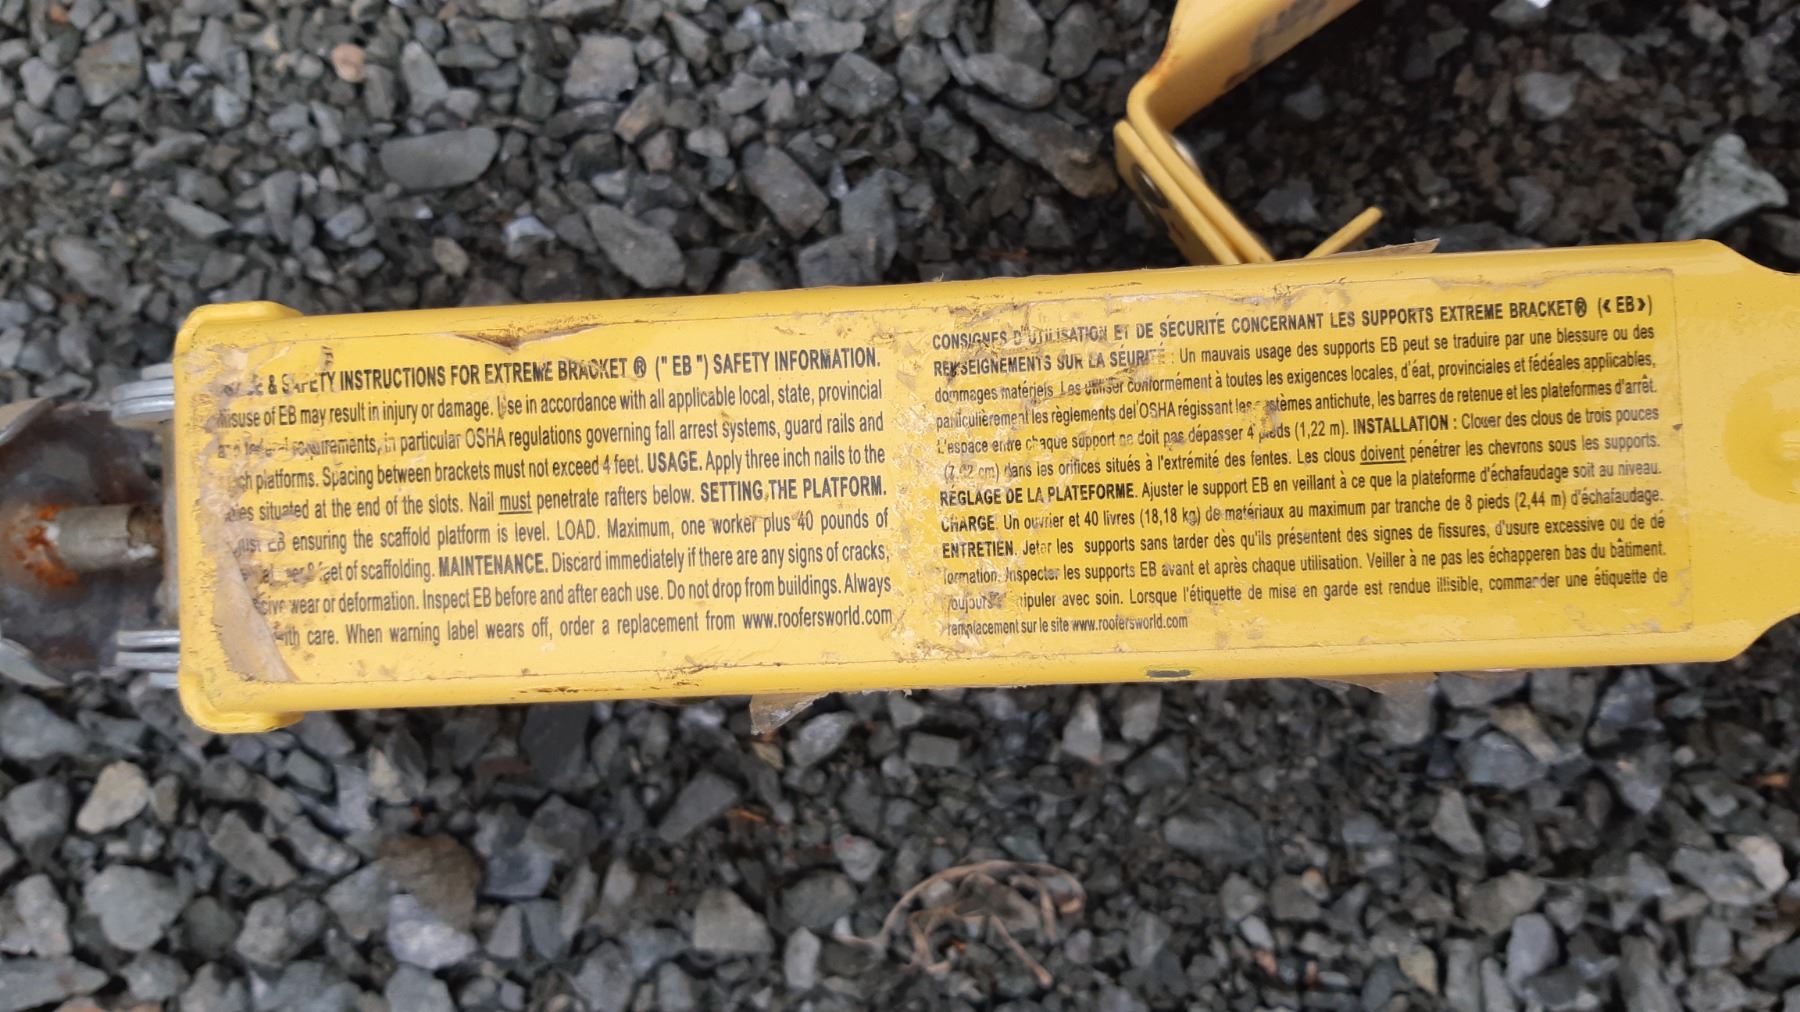 & SAFETY INSTRUCTIONS FOR EXTREME BRACKET ® (" EB ") SAFETY INFORMATION.
misuse of EB may result in injury or damage. Use in accordance with all applicable local, state, provincial
requirements, in particular OSHA regulations governing fall arrest systems, guard rails and
platforms. Spacing between brackets must not exceed 4 feet. USAGE. Apply three inch nails to the
situated at the end of the slots. Nail must penetrate rafters below. SETTING THE PLATFORM.
EB ensuring the scaffold platform is level. LOAD. Maximum, one worker plus 40 pounds of
feet of scaffolding. MAINTENANCE. Discard immediately if there are any signs of cracks,
wear or deformation. Inspect EB before and after each use. Do not drop from buildings. Always
care. When warning label wears off, order a replacement from www.roofersworld.com
CONSIGNES D'UTILISATION ET DE SÉCURITÉ CONCERNANT LES SUPPORTS EXTREME BRACKET® (« EB »)
RENSEIGNEMENTS SUR LA SÉURITÉ : Un mauvais usage des supports EB peut se traduire par une blessure ou des
dommages matériels. Les utiliser conformément à toutes les exigences locales, d'éat, provinciales et fédéales applicables,
particulièrement les règlements del'OSHA régissant les antichute, les barres de retenue et les plateformes d'arrêt.
L'espace entre chaque support ne doit pas dépasser 4 pieds (1,22 m). INSTALLATION : Clouer des clous de trois pouces
dans les orifices situés à l'extrémité des fentes. Les clous doivent pénétrer les chevrons sous les supports.
RÉGLAGE DE LA PLATEFORME. Ajuster le support EB en veillant à ce que la plateforme d'échafaudage soit au niveau.
CHARGE. Un ouvrier et 40 livres (18,18 kg) de matériaux au maximum par tranche de 8 pieds (2,44 m) d'échafaudage.
ENTRETIEN. Jeter les supports sans tarder dès qu'ils présentent des signes de fissures, d'usure excessive ou de dé
formation. Inspecter les supports EB avant et après chaque utilisation. Veiller à ne pas les échapperen bas du bâtiment.
avec soin. Lorsque l'étiquette de mise en garde est rendue illisible, commander une étiquette de
remplacement sur le site www.roofersworld.com